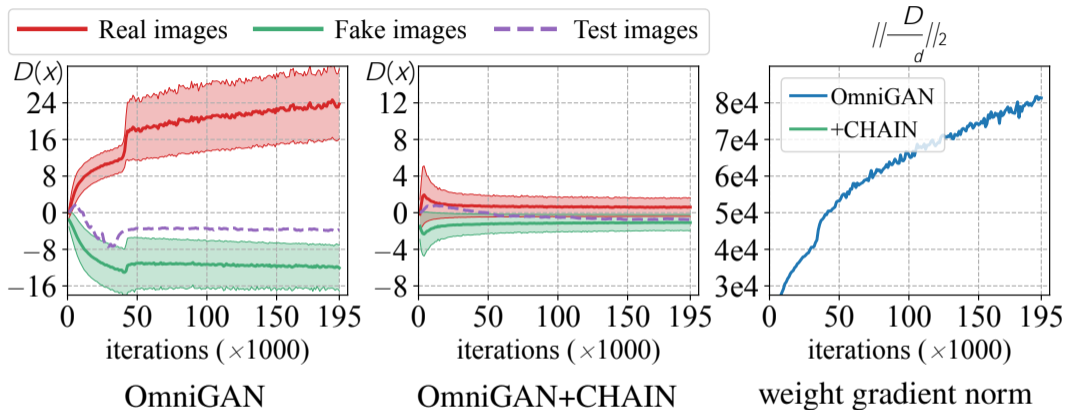 Real images Fake images Test images
D(x)
24
16
8
0
−8
−16
0 50 100 150 195
iterations (×1000)
OmniGAN
D(x)
12
8
4
0
−4
−8
0 50 100 150 195
iterations (×1000)
OmniGAN+CHAIN
||D/d||2
OmniGAN
+CHAIN
8e4
7e4
6e4
5e4
4e4
3e4
0 50 100 150 195
iterations (×1000)
weight gradient norm